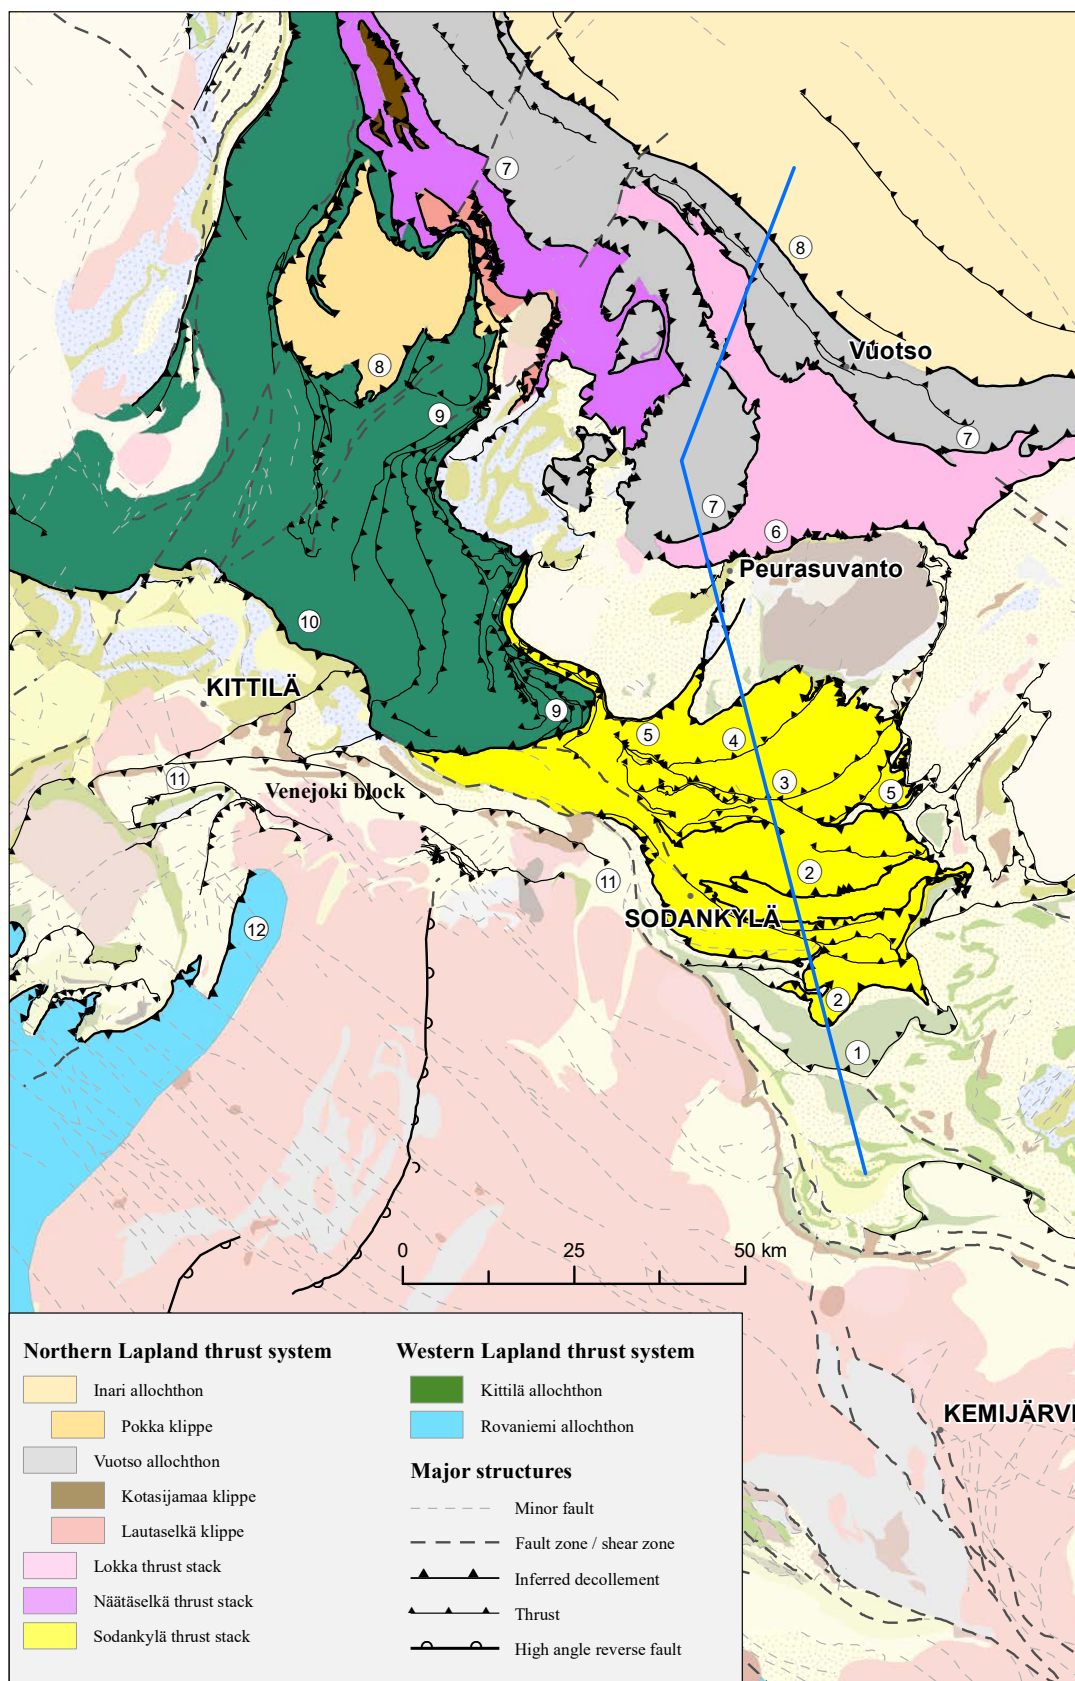 7
8
Vuotso
8
9
7
7
6
Peurasuvanto
10
KITTILÄ
9
5
4
11
3
5
Venejoki block
2
11
SODANKYLÄ
12
2
1
0 25 50 km
KEMIJÄRVI
Northern Lapland thrust system
Inari allochthon
Pokka klippe
Vuotso allochthon
Kotasijamaa klippe
Lautaselkä klippe
Lokka thrust stack
Näätäselkä thrust stack
Sodankylä thrust stack
Western Lapland thrust system
Kittilä allochthon
Rovaniemi allochthon
Major structures
Minor fault
Fault zone / shear zone
Inferred decollement
Thrust
High angle reverse fault